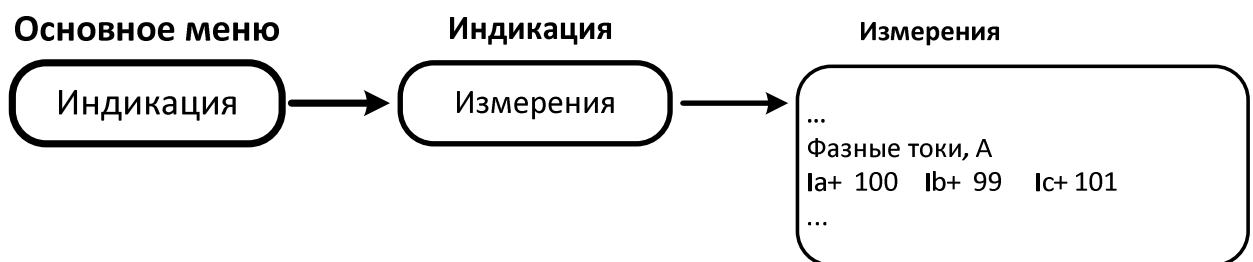 Основное меню
Индикация
Индикация
Измерения
Измерения
...
Фазные токи, А
Ia+ 100 Ib+ 99 Ic+ 101
...